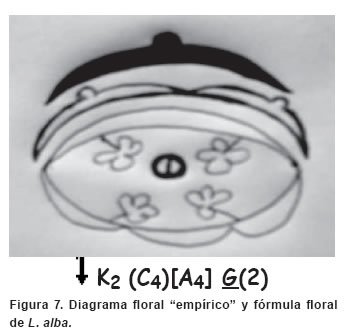 K₂ (C₄)[A₄] G(2)
Figura 7. Diagrama floral “empírico” y fórmula floral
de L. alba.